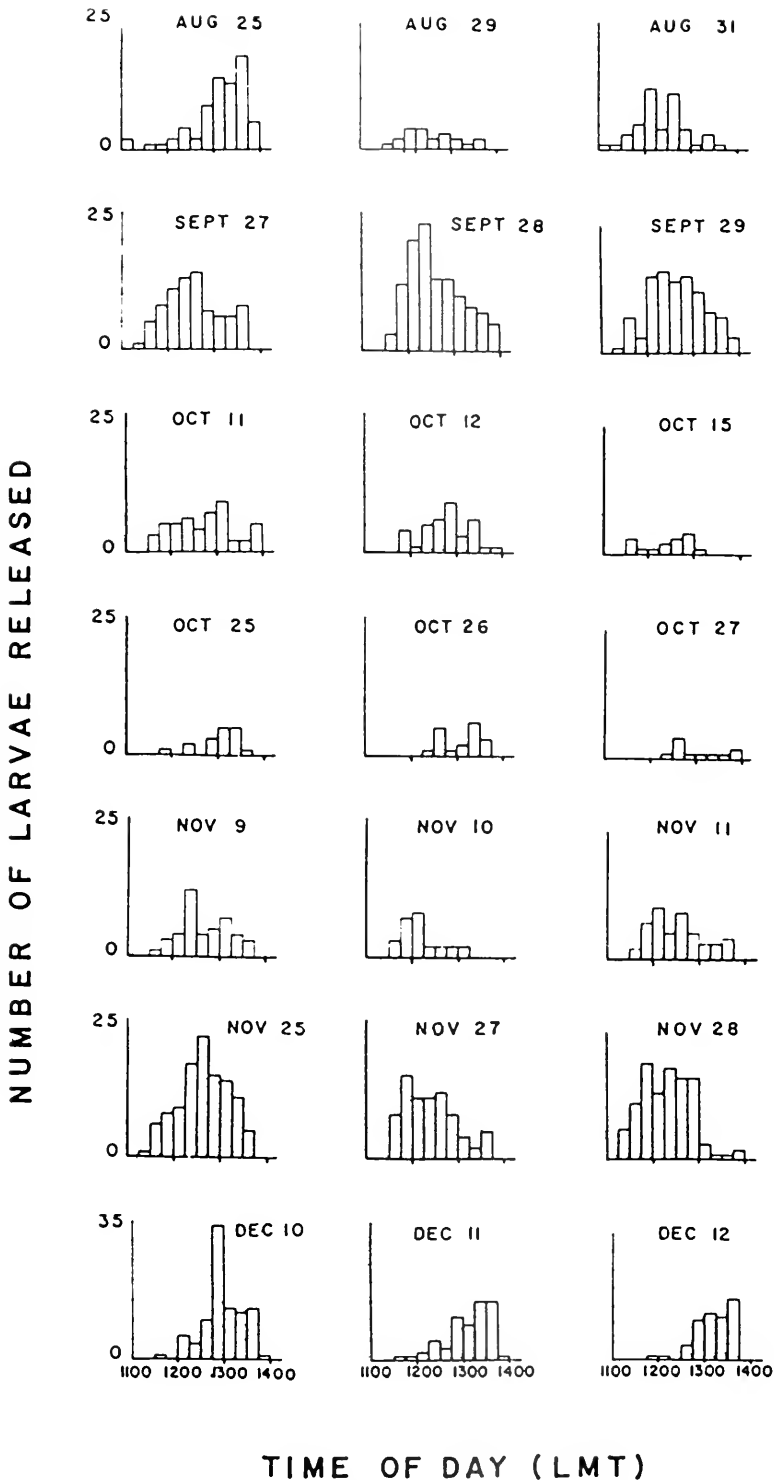 25
AUG 25
AUG 29
AUG 31
0
25
SEPT 27
SEPT 28
SEPT 29
0
25
OCT 11
OCT 12
OCT 15
0
25
OCT 25
OCT 26
OCT 27
0
25
NOV 9
NOV 10
NOV 11
0
25
NOV 25
NOV 27
NOV 28
0
35
DEC 10
DEC 11
DEC 12
0
1100 1200 1300 1400
1100 1200 1300 1400
1100 1200 1300 1400
NUMBER OF LARVAE RELEASED
TIME OF DAY (LMT)